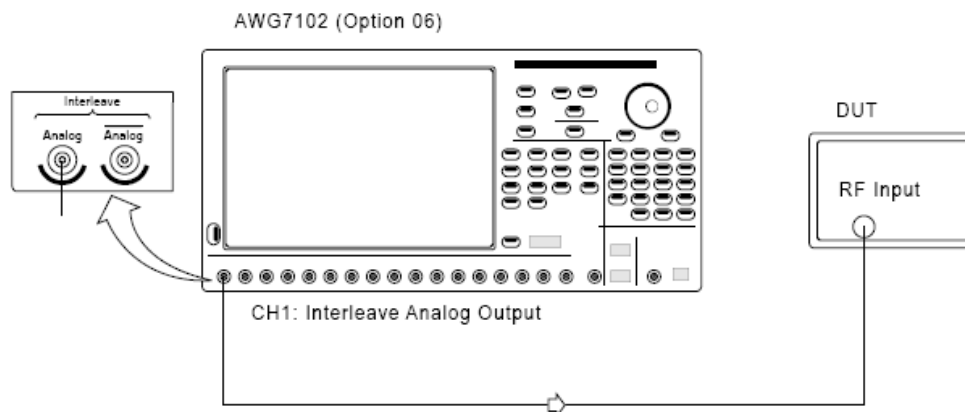 AWG7102 (Option 06)
Interleave
Analog Analog
DUT
RF Input
CH1: Interleave Analog Output